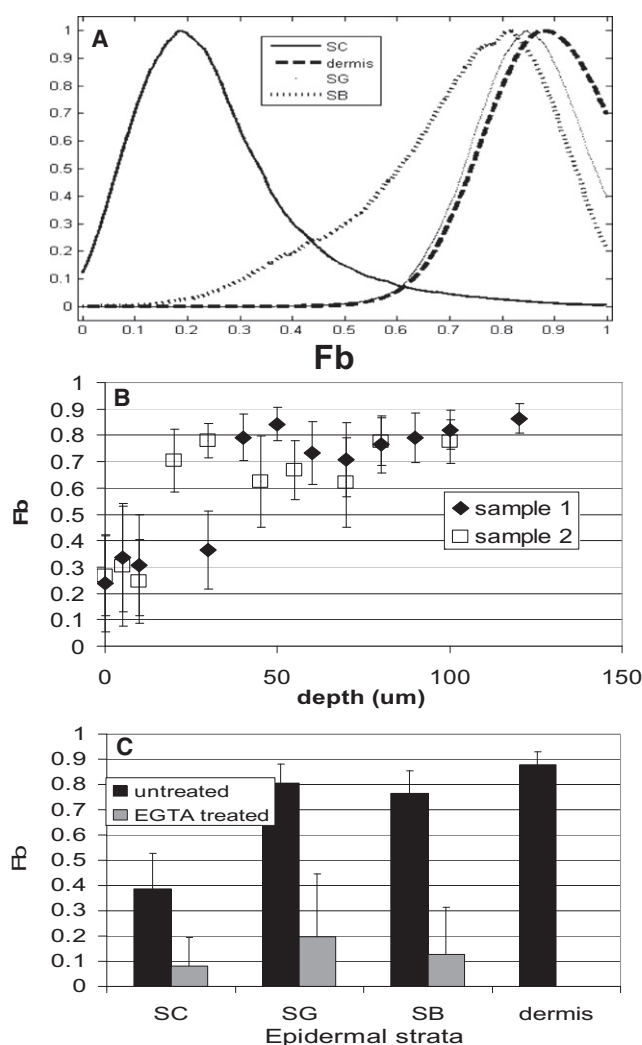 A
1
0.9
0.8
0.7
0.6
0.5
0.4
0.3
0.2
0.1
0
SC
dermis
SG
SB
0 0.1 0.2 0.3 0.4 0.5 0.6 0.7 0.8 0.9 1
Fb
B
1
0.9
0.8
0.7
0.6
0.5
0.4
0.3
0.2
0.1
0
Fb
sample 1
sample 2
0 50 100 150
depth (um)
C
1
0.9
0.8
0.7
0.6
0.5
0.4
0.3
0.2
0.1
0
Fb
untreated
EGTA treated
SC SG SB dermis
Epidermal strata